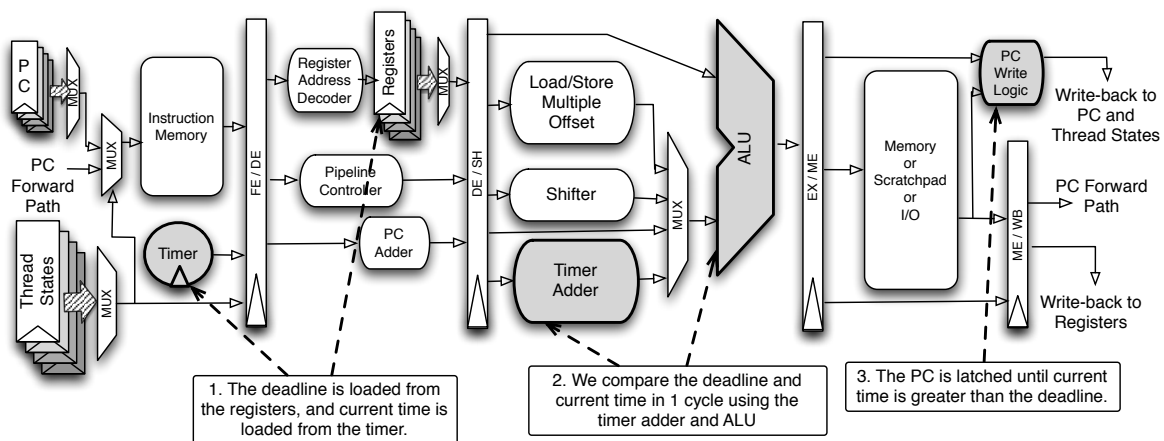 PC
MUX
PC
Forward
Path
MUX
Thread
States
MUX
Instruction
Memory
Timer
FE / DE
Register
Address
Decoder
Registers
MUX
Pipeline
Controller
PC
Adder
DE / SH
Load/Store
Multiple
Offset
Shifter
Timer
Adder
MUX
ALU
EX / ME
Memory
or
Scratchpad
or
I/O
PC
Write
Logic
ME / WB
Write-back to
PC and
Thread States
PC Forward
Path
Write-back to
Registers
1. The deadline is loaded from
the registers, and current time is
loaded from the timer.
2. We compare the deadline and
current time in 1 cycle using the
timer adder and ALU
3. The PC is latched until current
time is greater than the deadline.